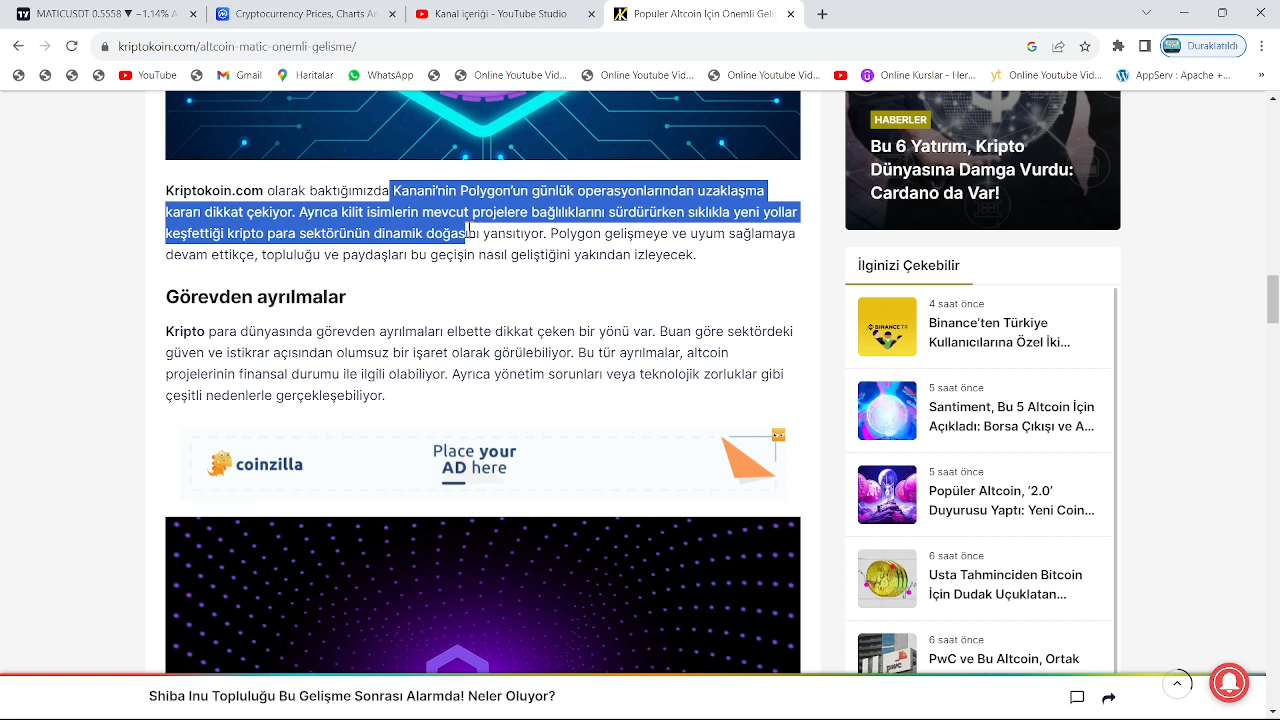 MATICUSDT 0.5558 ▼ −1.14% A
Cryptocurrency Prices, Charts An
Kanal içeriği - YouTube Studio
Popüler Altcoin İçin Önemli Geli
kriptokoin.com/altcoin-matic-onemli-gelisme/
Duraklatıldı
YouTube
Gmail
Haritalar
WhatsApp
Online Youtube Vid...
Online Youtube Vid...
Online Youtube Vid...
Online Kurslar - Her...
yt Online Youtube Vid...
AppServ : Apache +...
»
Kriptokoin.com olarak baktığımızda Kanani’nin Polygon’un günlük operasyonlarından uzaklaşma
kararı dikkat çekiyor. Ayrıca kilit isimlerin mevcut projelere bağlılıklarını sürdürürken sıklıkla yeni yollar
keşfettiği kripto para sektörünün dinamik doğasını yansıtıyor. Polygon gelişmeye ve uyum sağlamaya
devam ettikçe, topluluğu ve paydaşları bu geçişin nasıl geliştiğini yakından izleyecek.
Görevden ayrılmalar
Kripto para dünyasında görevden ayrılmaları elbette dikkat çeken bir yönü var. Buan göre sektördeki
güven ve istikrar açısından olumsuz bir işaret olarak görülebiliyor. Bu tür ayrılmalar, altcoin
projelerinin finansal durumu ile ilgili olabiliyor. Ayrıca yönetim sorunları veya teknolojik zorluklar gibi
çeşitli nedenlerle gerçekleşebiliyor.
coinzilla
Place your
AD here
HABERLER
Bu 6 Yatırım, Kripto
Dünyasına Damga Vurdu:
Cardano da Var!
İlginizi Çekebilir
4 saat önce
BINANCE TR
Binance’ten Türkiye
Kullanıcılarına Özel İki...
5 saat önce
Santiment, Bu 5 Altcoin İçin
Açıkladı: Borsa Çıkışı ve A...
5 saat önce
Popüler Altcoin, ‘2.0’
Duyurusu Yaptı: Yeni Coin...
6 saat önce
Usta Tahminciden Bitcoin
İçin Dudak Uçuklatan...
6 saat önce
pwc
PwC ve Bu Altcoin, Ortak
Shiba Inu Topluluğu Bu Gelişme Sonrası Alarmda! Neler Oluyor?